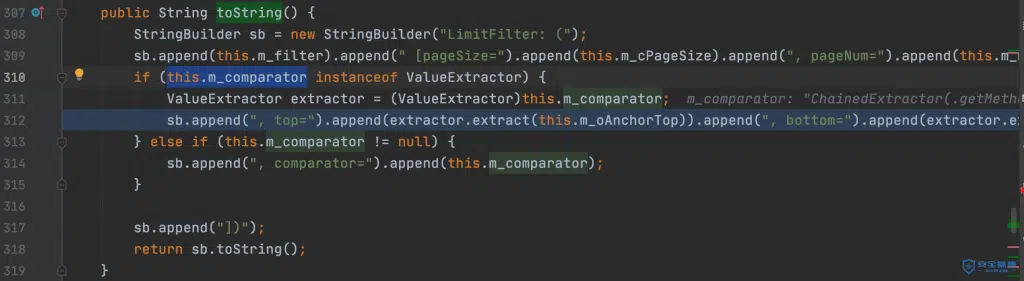 307 public String toString() {
308 StringBuilder sb = new StringBuilder("LimitFilter: (");
309 sb.append(this.m_filter).append(" [pageSize=").append(this.m_cPageSize).append(", pageNum=").append(this.m_
310 if (this.m_comparator instanceof ValueExtractor) {
311 ValueExtractor extractor = (ValueExtractor)this.m_comparator; m_comparator: "ChainedExtractor(.getMeth
312 sb.append(", top=").append(extractor.extract(this.m_oAnchorTop)).append(", bottom=").append(extractor.e
313 } else if (this.m_comparator != null) {
314 sb.append(", comparator=").append(this.m_comparator);
315 }
316
317 sb.append("])");
318 return sb.toString();
319 }
安全脉搏